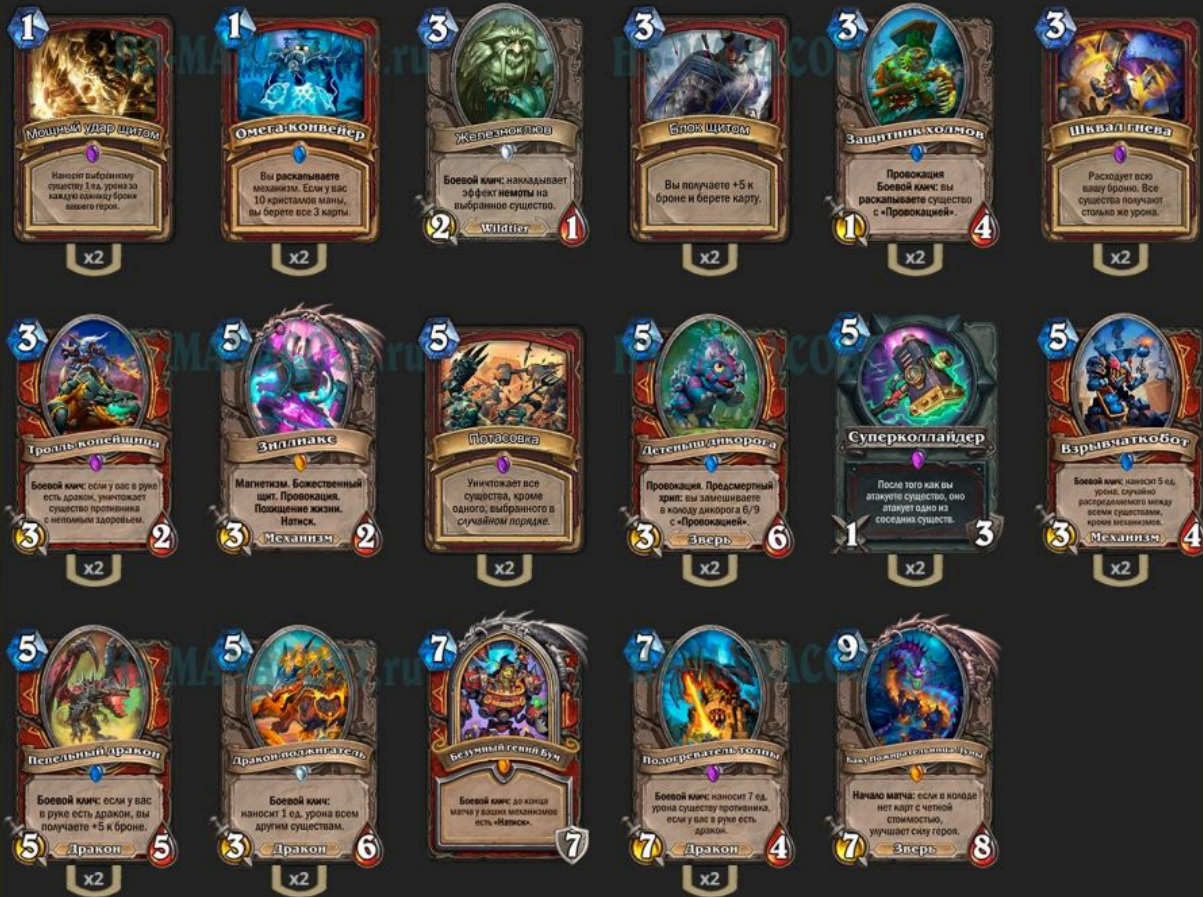 HS-MANACOST.ru
HS-MANACOST
1
Мощный удар щитом
Наносит выбранному
существу 1 ед. урона за
каждую единицу брони
вашего героя.
x2
1
Омега-конвейер
Вы раскапываете
механизм. Если у вас
10 кристаллов маны,
вы берете все 3 карты.
x2
3
Железноклюв
Боевой клич: накладывает
эффект немоты на
выбранное существо.
2
Wildtier
1
3
Блок щитом
Вы получаете +5 к
броне и берете карту.
x2
3
Защитник холмов
Провокация
Боевой клич: вы
раскапываете существо
с «Провокацией».
1
4
x2
3
Шквал гнева
Расходует всю
вашу броню. Все
существа получают
столько же урона.
x2
3
Тролль-копейщица
Боевой клич: если у вас в руке
есть дракон, уничтожает
существо противника
с неполным здоровьем.
3
2
x2
5
Зиллиакс
Магнетизм. Божественный
щит. Провокация.
Похищение жизни.
Натиск.
3
Механизм
2
5
Потасовка
Уничтожает все
существа, кроме
одного, выбранного в
случайном порядке.
x2
5
Детеныш дикорога
Провокация. Предсмертный
хрип: вы замешиваете
в колоду дикорога 6/9
с «Провокацией».
3
Зверь
6
x2
5
Суперколлайдер
После того как вы
атакуете существо, оно
атакует одно из
соседних существ.
1
3
x2
5
Взрывчаткобот
Боевой клич: наносит 5 ед.
урона, случайно
распределяемого между
всеми существами,
кроме механизмов.
3
Механизм
4
x2
5
Пепельный дракон
Боевой клич: если у вас
в руке есть дракон, вы
получаете +5 к броне.
5
Дракон
5
x2
5
Дракон-поджигатель
Боевой клич:
наносит 1 ед. урона всем
другим существам.
3
Дракон
6
x2
7
Безумный гений Бум
Боевой клич: до конца
матча у ваших механизмов
есть «Натиск».
7
7
Подогреватель толпы
Боевой клич: наносит 7 ед.
урона существу противника,
если у вас в руке есть
дракон.
7
Дракон
4
x2
9
Баку Пожирательница Луны
Начало матча: если в колоде
нет карт с четной
стоимостью,
улучшает силу героя.
7
Зверь
8